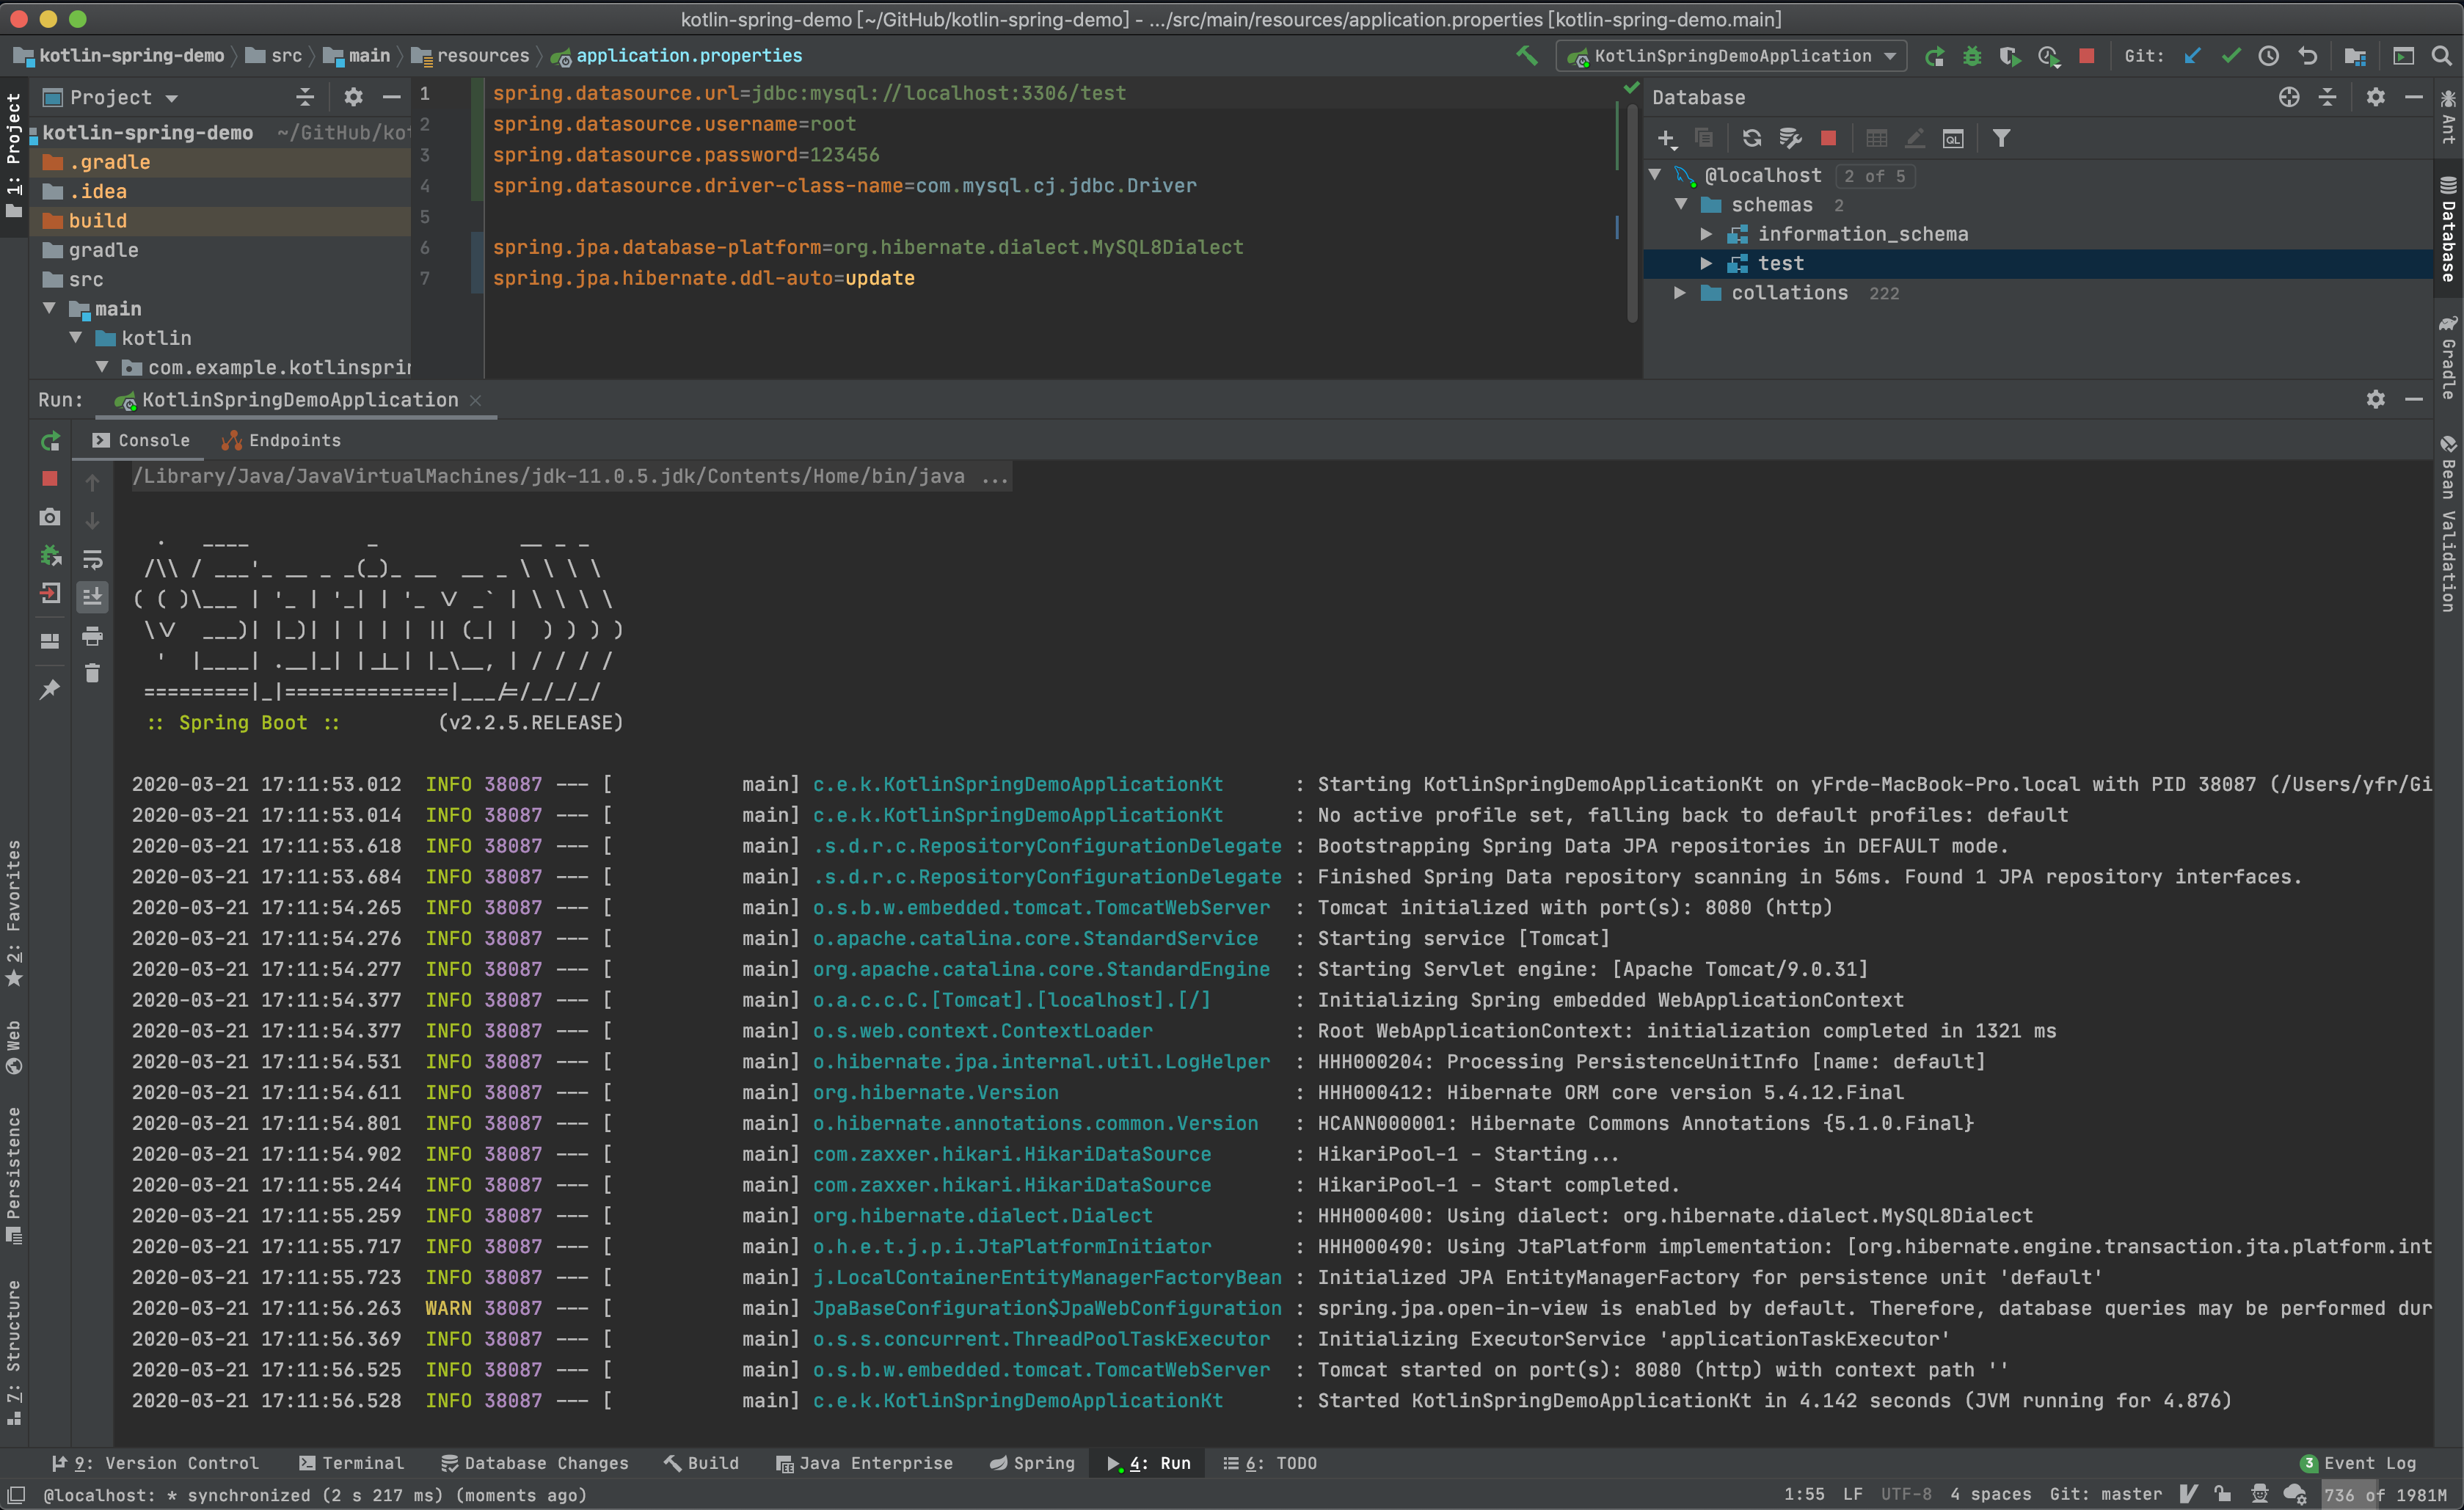 kotlin-spring-demo [~/GitHub/kotlin-spring-demo] - .../src/main/resources/application.properties [kotlin-spring-demo.main]
kotlin-spring-demo src main resources application.properties KotlinSpringDemoApplication Git:
Project
1: Project
kotlin-spring-demo ~/GitHub/kot
.gradle
.idea
build
gradle
src
main
kotlin
com.example.kotlinsprin
1 spring.datasource.url=jdbc:mysql://localhost:3306/test
2 spring.datasource.username=root
3 spring.datasource.password=123456
4 spring.datasource.driver-class-name=com.mysql.cj.jdbc.Driver
5
6 spring.jpa.database-platform=org.hibernate.dialect.MySQL8Dialect
7 spring.jpa.hibernate.ddl-auto=update
Database
@localhost 2 of 5
schemas 2
information_schema
test
collations 222
Ant
Database
Gradle
Bean Validation
Run: KotlinSpringDemoApplication
Console Endpoints
/Library/Java/JavaVirtualMachines/jdk-11.0.5.jdk/Contents/Home/bin/java ...
  .   ____          _            __ _ _
 /\\ / ___'_ __ _ _(_)_ __  __ _ \ \ \ \
( ( )\___ | '_ | '_| | '_ \/ _` | \ \ \ \
 \\/  ___)| |_)| | | | | || (_| |  ) ) ) )
  '  |____| .__|_| |_|_| |_\__, | / / / /
 =========|_|==============|___/=/_/_/_/
:: Spring Boot :: (v2.2.5.RELEASE)
2020-03-21 17:11:53.012 INFO 38087 --- [ main] c.e.k.KotlinSpringDemoApplicationKt : Starting KotlinSpringDemoApplicationKt on yFrde-MacBook-Pro.local with PID 38087 (/Users/yfr/Gi
2020-03-21 17:11:53.014 INFO 38087 --- [ main] c.e.k.KotlinSpringDemoApplicationKt : No active profile set, falling back to default profiles: default
2020-03-21 17:11:53.618 INFO 38087 --- [ main] .s.d.r.c.RepositoryConfigurationDelegate : Bootstrapping Spring Data JPA repositories in DEFAULT mode.
2020-03-21 17:11:53.684 INFO 38087 --- [ main] .s.d.r.c.RepositoryConfigurationDelegate : Finished Spring Data repository scanning in 56ms. Found 1 JPA repository interfaces.
2020-03-21 17:11:54.265 INFO 38087 --- [ main] o.s.b.w.embedded.tomcat.TomcatWebServer : Tomcat initialized with port(s): 8080 (http)
2020-03-21 17:11:54.276 INFO 38087 --- [ main] o.apache.catalina.core.StandardService : Starting service [Tomcat]
2020-03-21 17:11:54.277 INFO 38087 --- [ main] org.apache.catalina.core.StandardEngine : Starting Servlet engine: [Apache Tomcat/9.0.31]
2020-03-21 17:11:54.377 INFO 38087 --- [ main] o.a.c.c.C.[Tomcat].[localhost].[/] : Initializing Spring embedded WebApplicationContext
2020-03-21 17:11:54.377 INFO 38087 --- [ main] o.s.web.context.ContextLoader : Root WebApplicationContext: initialization completed in 1321 ms
2020-03-21 17:11:54.531 INFO 38087 --- [ main] o.hibernate.jpa.internal.util.LogHelper : HHH000204: Processing PersistenceUnitInfo [name: default]
2020-03-21 17:11:54.611 INFO 38087 --- [ main] org.hibernate.Version : HHH000412: Hibernate ORM core version 5.4.12.Final
2020-03-21 17:11:54.801 INFO 38087 --- [ main] o.hibernate.annotations.common.Version : HCANN000001: Hibernate Commons Annotations {5.1.0.Final}
2020-03-21 17:11:54.902 INFO 38087 --- [ main] com.zaxxer.hikari.HikariDataSource : HikariPool-1 - Starting...
2020-03-21 17:11:55.244 INFO 38087 --- [ main] com.zaxxer.hikari.HikariDataSource : HikariPool-1 - Start completed.
2020-03-21 17:11:55.259 INFO 38087 --- [ main] org.hibernate.dialect.Dialect : HHH000400: Using dialect: org.hibernate.dialect.MySQL8Dialect
2020-03-21 17:11:55.717 INFO 38087 --- [ main] o.h.e.t.j.p.i.JtaPlatformInitiator : HHH000490: Using JtaPlatform implementation: [org.hibernate.engine.transaction.jta.platform.int
2020-03-21 17:11:55.723 INFO 38087 --- [ main] j.LocalContainerEntityManagerFactoryBean : Initialized JPA EntityManagerFactory for persistence unit 'default'
2020-03-21 17:11:56.263 WARN 38087 --- [ main] JpaBaseConfiguration$JpaWebConfiguration : spring.jpa.open-in-view is enabled by default. Therefore, database queries may be performed dur
2020-03-21 17:11:56.369 INFO 38087 --- [ main] o.s.s.concurrent.ThreadPoolTaskExecutor : Initializing ExecutorService 'applicationTaskExecutor'
2020-03-21 17:11:56.525 INFO 38087 --- [ main] o.s.b.w.embedded.tomcat.TomcatWebServer : Tomcat started on port(s): 8080 (http) with context path ''
2020-03-21 17:11:56.528 INFO 38087 --- [ main] c.e.k.KotlinSpringDemoApplicationKt : Started KotlinSpringDemoApplicationKt in 4.142 seconds (JVM running for 4.876)
2: Favorites
Web
Persistence
7: Structure
9: Version Control Terminal Database Changes Build Java Enterprise Spring 4: Run 6: TODO 3 Event Log
@localhost: * synchronized (2 s 217 ms) (moments ago) 1:55 LF UTF-8 4 spaces Git: master 736 of 1981M